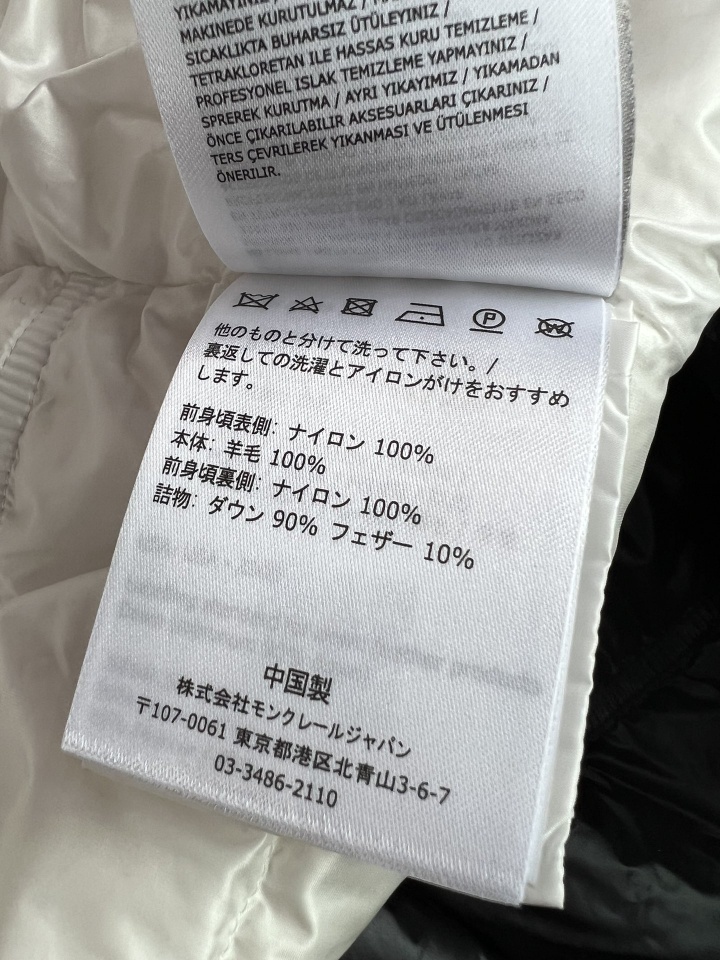 MAKİNEDE KURUTULMAZ /
SICAKLIKTA BUHARSIZ ÜTÜLEYINIZ /
TETRAKLORETAN ILE HASSAS KURU TEMIZLEME /
PROFESYONEL ISLAK TEMIZLEME YAPMAYINIZ /
SPREREK KURUTMA / AYRI YIKAYIMIZ / YIKAMADAN
ÖNCE ÇIKARILABILIR AKSESUARLARI ÇIKARINIZ /
TERS ÇEVRILEREK YIKANMASI VE ÜTÜLENMESI
ÖNERILIR.
P W
他のものと分けて洗って下さい。/
裏返しての洗濯とアイロンがけをおすすめ
します。
前身頃表側: ナイロン 100%
本体: 羊毛 100%
前身頃裏側: ナイロン 100%
詰物: ダウン 90% フェザー 10%
中国製
株式会社モンクレールジャパン
〒107-0061 東京都港区北青山3-6-7
03-3486-2110